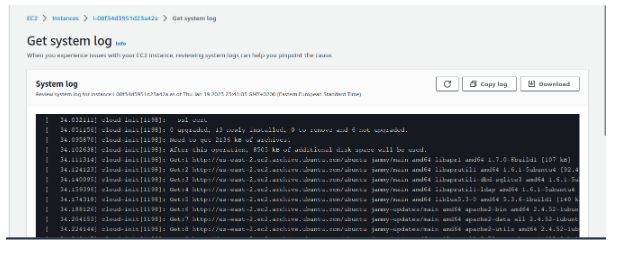 EC2 > Instances > i-08f34d3951d23a42a > Get system log
Get system log Info
When you experience issues with your EC2 instance, reviewing system logs can help you pinpoint the cause.
System log
Copy log
Download
Review system log for instance i-08f34d3951d23a42a as of Thu Jan 19 2023 23:41:05 GMT+0200 (Eastern European Standard Time)
[ 34.032111] cloud-init[1198]: ssl-cert
[ 34.051156] cloud-init[1198]: 0 upgraded, 13 newly installed, 0 to remove and 6 not upgraded.
[ 34.095870] cloud-init[1198]: Need to get 2136 kB of archives.
[ 34.102638] cloud-init[1198]: After this operation, 8505 kB of additional disk space will be used.
[ 34.111314] cloud-init[1198]: Get:1 http://us-east-2.ec2.archive.ubuntu.com/ubuntu jammy/main amd64 libapr1 amd64 1.7.0-8build1 [107 kB]
[ 34.124123] cloud-init[1198]: Get:2 http://us-east-2.ec2.archive.ubuntu.com/ubuntu jammy/main amd64 libaprutil1 amd64 1.6.1-5ubuntu4 [92.4
[ 34.140095] cloud-init[1198]: Get:3 http://us-east-2.ec2.archive.ubuntu.com/ubuntu jammy/main amd64 libaprutil1-dbd-sqlite3 amd64 1.6.1-5u
[ 34.158396] cloud-init[1198]: Get:4 http://us-east-2.ec2.archive.ubuntu.com/ubuntu jammy/main amd64 libaprutil1-ldap amd64 1.6.1-5ubuntu4
[ 34.174318] cloud-init[1198]: Get:5 http://us-east-2.ec2.archive.ubuntu.com/ubuntu jammy/main amd64 liblua5.3-0 amd64 5.3.6-1build1 [140 k
[ 34.188126] cloud-init[1198]: Get:6 http://us-east-2.ec2.archive.ubuntu.com/ubuntu jammy-updates/main amd64 apache2-bin amd64 2.4.52-1ubun
[ 34.204153] cloud-init[1198]: Get:7 http://us-east-2.ec2.archive.ubuntu.com/ubuntu jammy-updates/main amd64 apache2-data all 2.4.52-1ubunt
[ 34.224144] cloud-init[1198]: Get:8 http://us-east-2.ec2.archive.ubuntu.com/ubuntu jammy-updates/main amd64 apache2-utils amd64 2.4.52-1ub